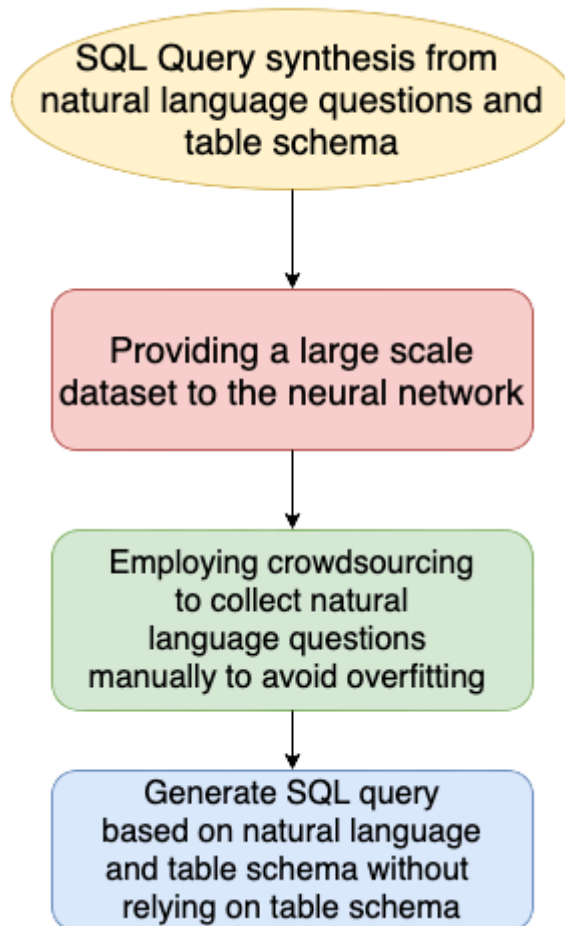 SQL Query synthesis from
natural language questions and
table schema
Providing a large scale
dataset to the neural network
Employing crowdsourcing
to collect natural
language questions
manually to avoid overfitting
Generate SQL query
based on natural language
and table schema without
relying on table schema